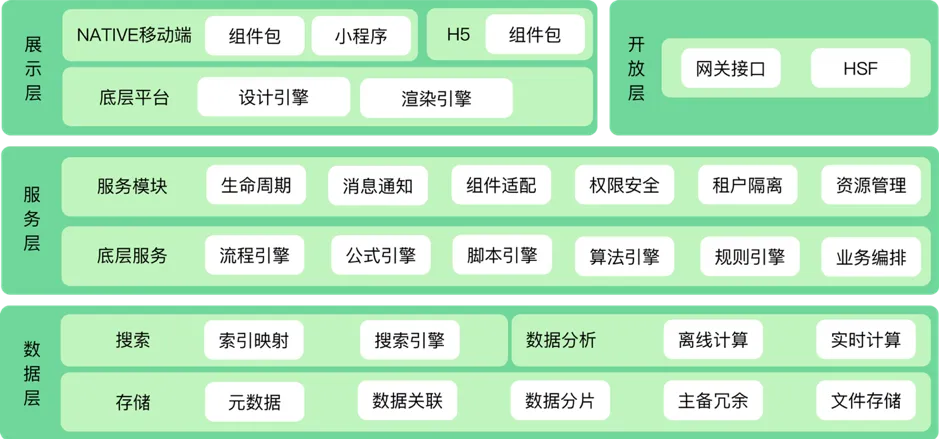 展示层
NATIVE移动端 组件包 小程序
H5 组件包
底层平台 设计引擎 渲染引擎
开放层
网关接口 HSF
服务层
服务模块 生命周期 消息通知 组件适配 权限安全 租户隔离 资源管理
底层服务 流程引擎 公式引擎 脚本引擎 算法引擎 规则引擎 业务编排
数据层
搜索 索引映射 搜索引擎
数据分析 离线计算 实时计算
存储 元数据 数据关联 数据分片 主备冗余 文件存储